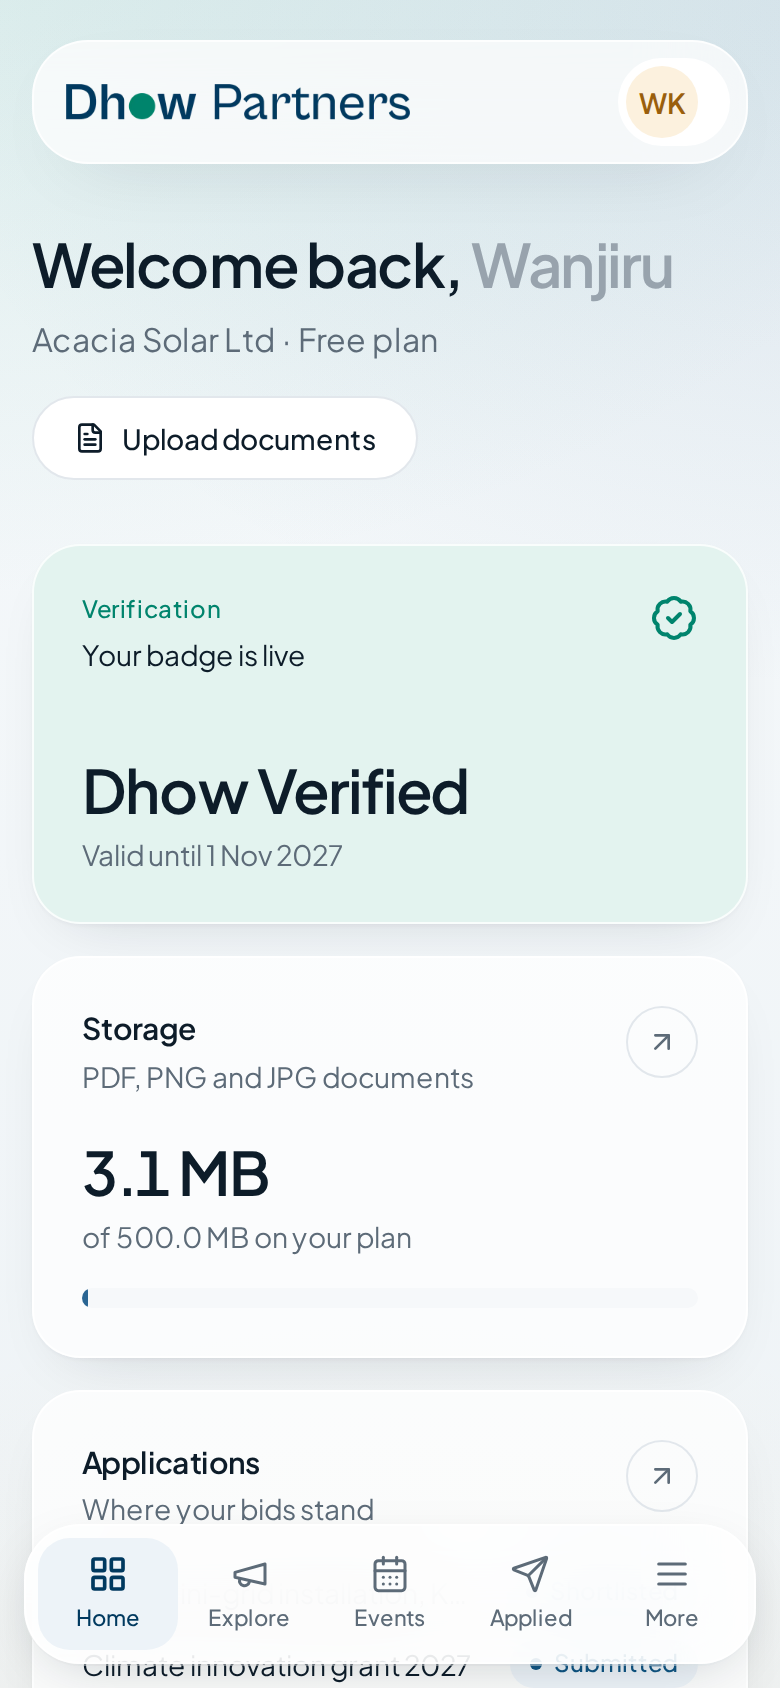 Dhow Partners
WK
Welcome back, Wanjiru
Acacia Solar Ltd · Free plan
Upload documents
Verification
Your badge is live
Dhow Verified
Valid until 1 Nov 2027
Storage
PDF, PNG and JPG documents
3.1 MB
of 500.0 MB on your plan
Applications
Where your bids stand
Home
Explore
Events
Applied
More
Climate innovation grant 2027
Submitted